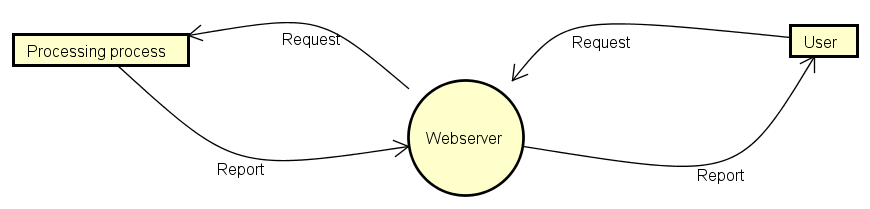 Request
Request
User
Processing process
Webserver
Report
Report